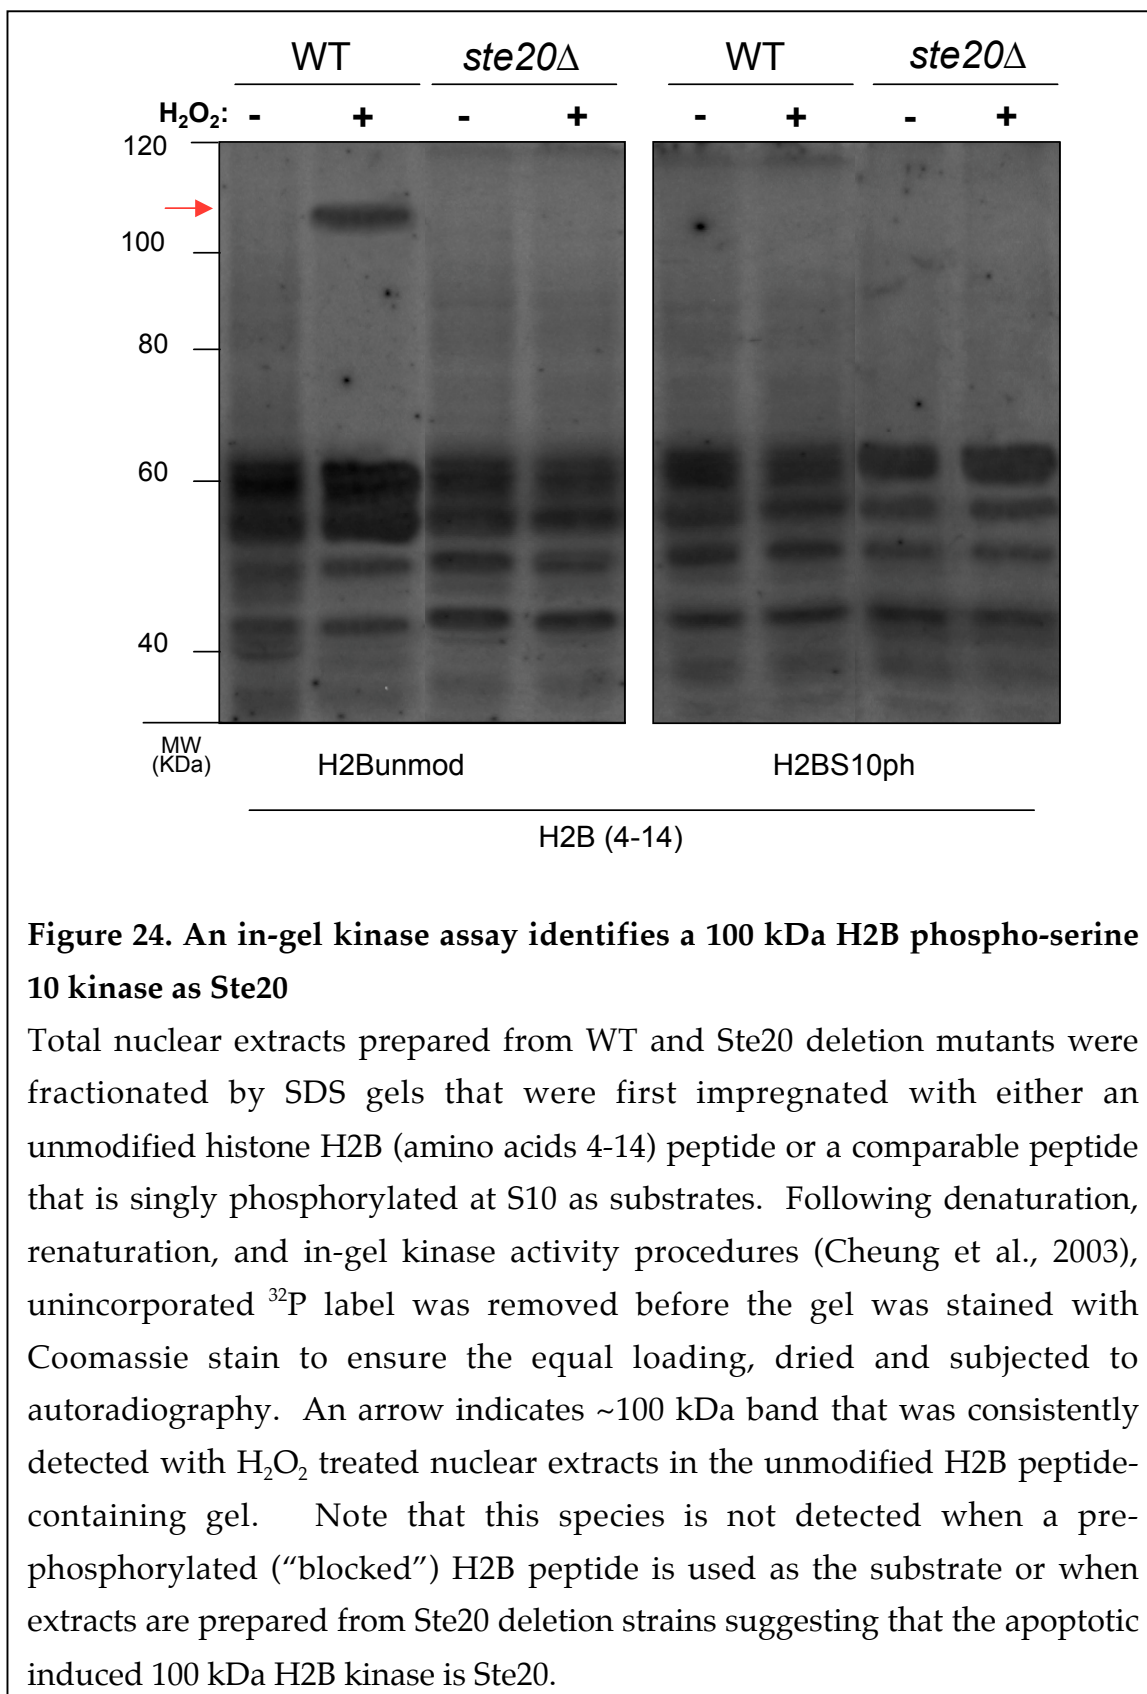 WT ste20Δ WT ste20Δ
H₂O₂: - + - + - + - +
120
100
80
60
40
MW
(KDa)
H2Bunmod H2BS10ph
H2B (4-14)
Figure 24. An in-gel kinase assay identifies a 100 kDa H2B phospho-serine
10 kinase as Ste20
Total nuclear extracts prepared from WT and Ste20 deletion mutants were
fractionated by SDS gels that were first impregnated with either an
unmodified histone H2B (amino acids 4-14) peptide or a comparable peptide
that is singly phosphorylated at S10 as substrates. Following denaturation,
renaturation, and in-gel kinase activity procedures (Cheung et al., 2003),
unincorporated ³²P label was removed before the gel was stained with
Coomassie stain to ensure the equal loading, dried and subjected to
autoradiography. An arrow indicates ~100 kDa band that was consistently
detected with H₂O₂ treated nuclear extracts in the unmodified H2B peptide-
containing gel. Note that this species is not detected when a pre-
phosphorylated (“blocked”) H2B peptide is used as the substrate or when
extracts are prepared from Ste20 deletion strains suggesting that the apoptotic
induced 100 kDa H2B kinase is Ste20.